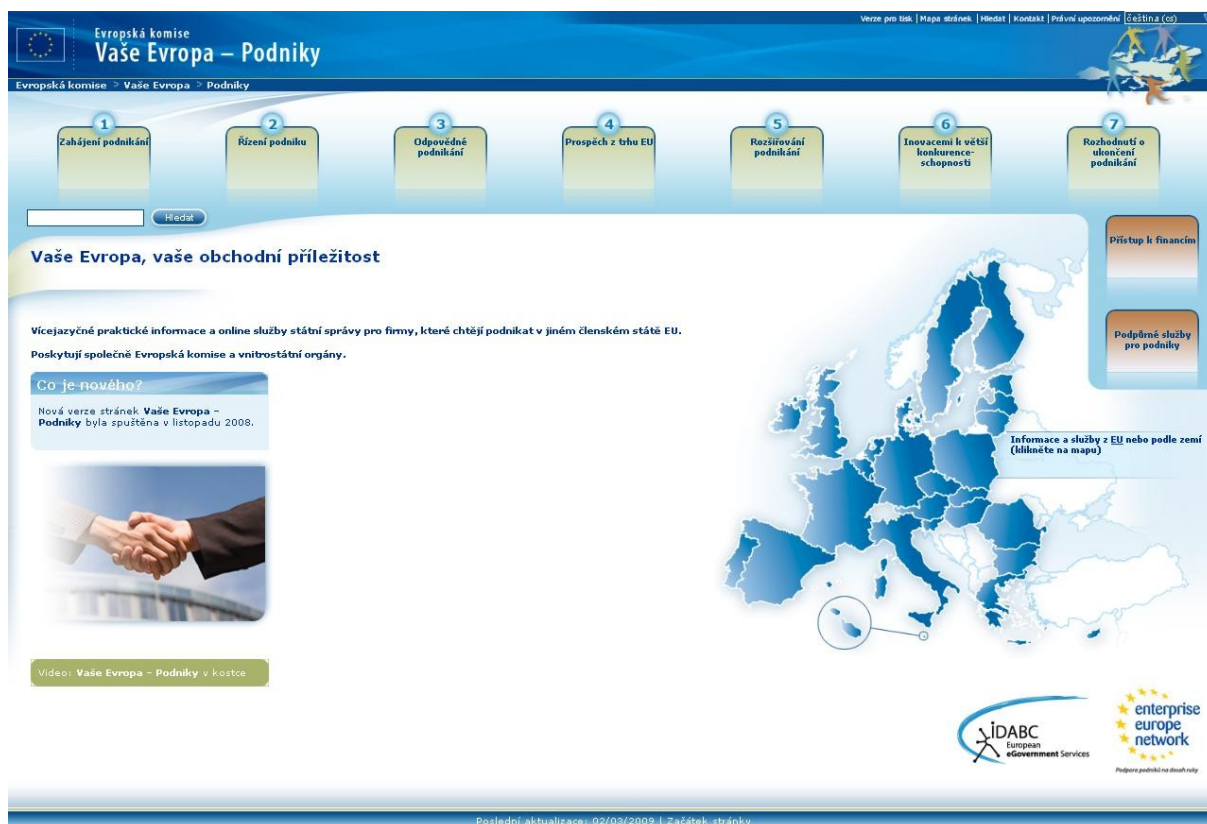 Verze pro tisk | Mapa stránek | Hledat | Kontakt | Právní upozornění čeština (cs)
Evropská komise
Vaše Evropa – Podniky
Evropská komise > Vaše Evropa > Podniky
1
Zahájení podnikání
2
Řízení podniku
3
Odpovědné
podnikání
4
Prospěch z trhu EU
5
Rozšiřování
podnikání
6
Inovacemi k větší
konkurence-
schopnosti
7
Rozhodnutí o
ukončení
podnikání
Hledat
Přístup k financím
Podpůrné služby
pro podniky
Vaše Evropa, vaše obchodní příležitost
Vícejazyčné praktické informace a online služby státní správy pro firmy, které chtějí podnikat v jiném členském státě EU.
Poskytují společně Evropská komise a vnitrostátní orgány.
Co je nového?
Nová verze stránek Vaše Evropa –
Podniky byla spuštěna v listopadu 2008.
Informace a služby z EU nebo podle zemí
(klikněte na mapu)
Video: Vaše Evropa – Podniky v kostce
IDABC
European
eGovernment Services
enterprise
europe
network
Podpora podniků na dosah ruky
Poslední aktualizace: 02/03/2009 | Začátek stránky